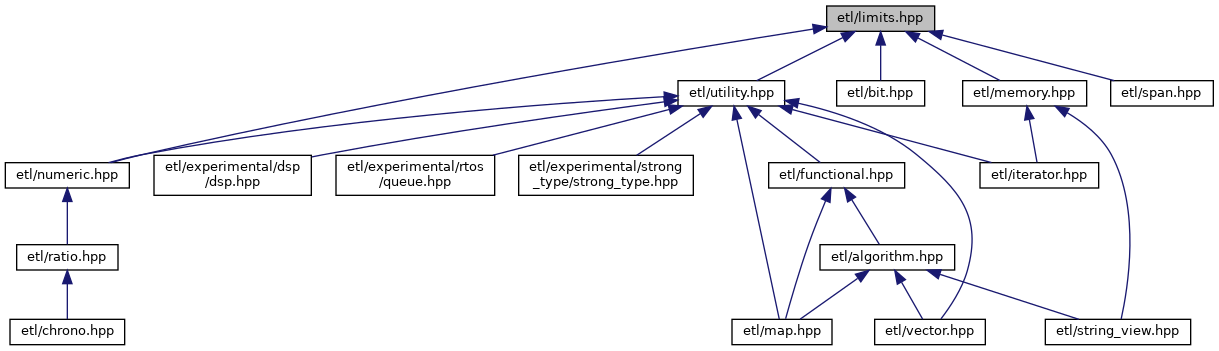 etl/limits.hpp
etl/utility.hpp
etl/bit.hpp
etl/memory.hpp
etl/span.hpp
etl/numeric.hpp
etl/experimental/dsp
/dsp.hpp
etl/experimental/rtos
/queue.hpp
etl/experimental/strong
_type/strong_type.hpp
etl/functional.hpp
etl/iterator.hpp
etl/ratio.hpp
etl/algorithm.hpp
etl/chrono.hpp
etl/map.hpp
etl/vector.hpp
etl/string_view.hpp